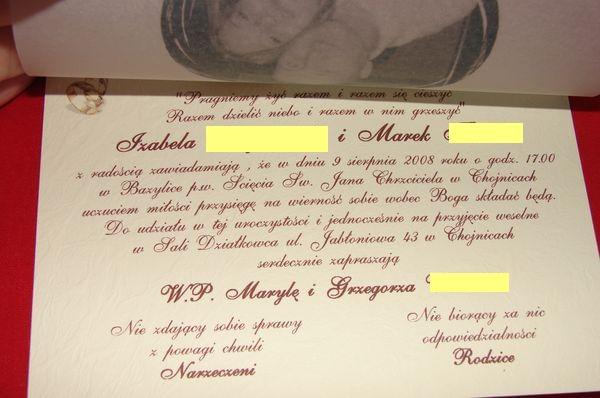 "Pragniemy żyć razem i razem się cieszyć
Razem dzielić niebo i razem w nim grzeszyć"
Izabela i Marek
z radością zawiadamiają , że w dniu 9 sierpnia 2008 roku o godz. 17.00
w Bazylice p.w. Ścięcia Św. Jana Chrzciciela w Chojnicach
uczuciem miłości przysięgę na wierność sobie wobec Boga składać będą.
Do udziału w tej uroczystości i jednocześnie na przyjęcie weselne
w Sali Działkowca ul. Jabłoniowa 43 w Chojnicach
serdecznie zapraszają
W.P. Marylę i Grzegorza
Nie zdający sobie sprawy
z powagi chwili
Narzeczeni
Nie biorący za nic
odpowiedzialności
Rodzice